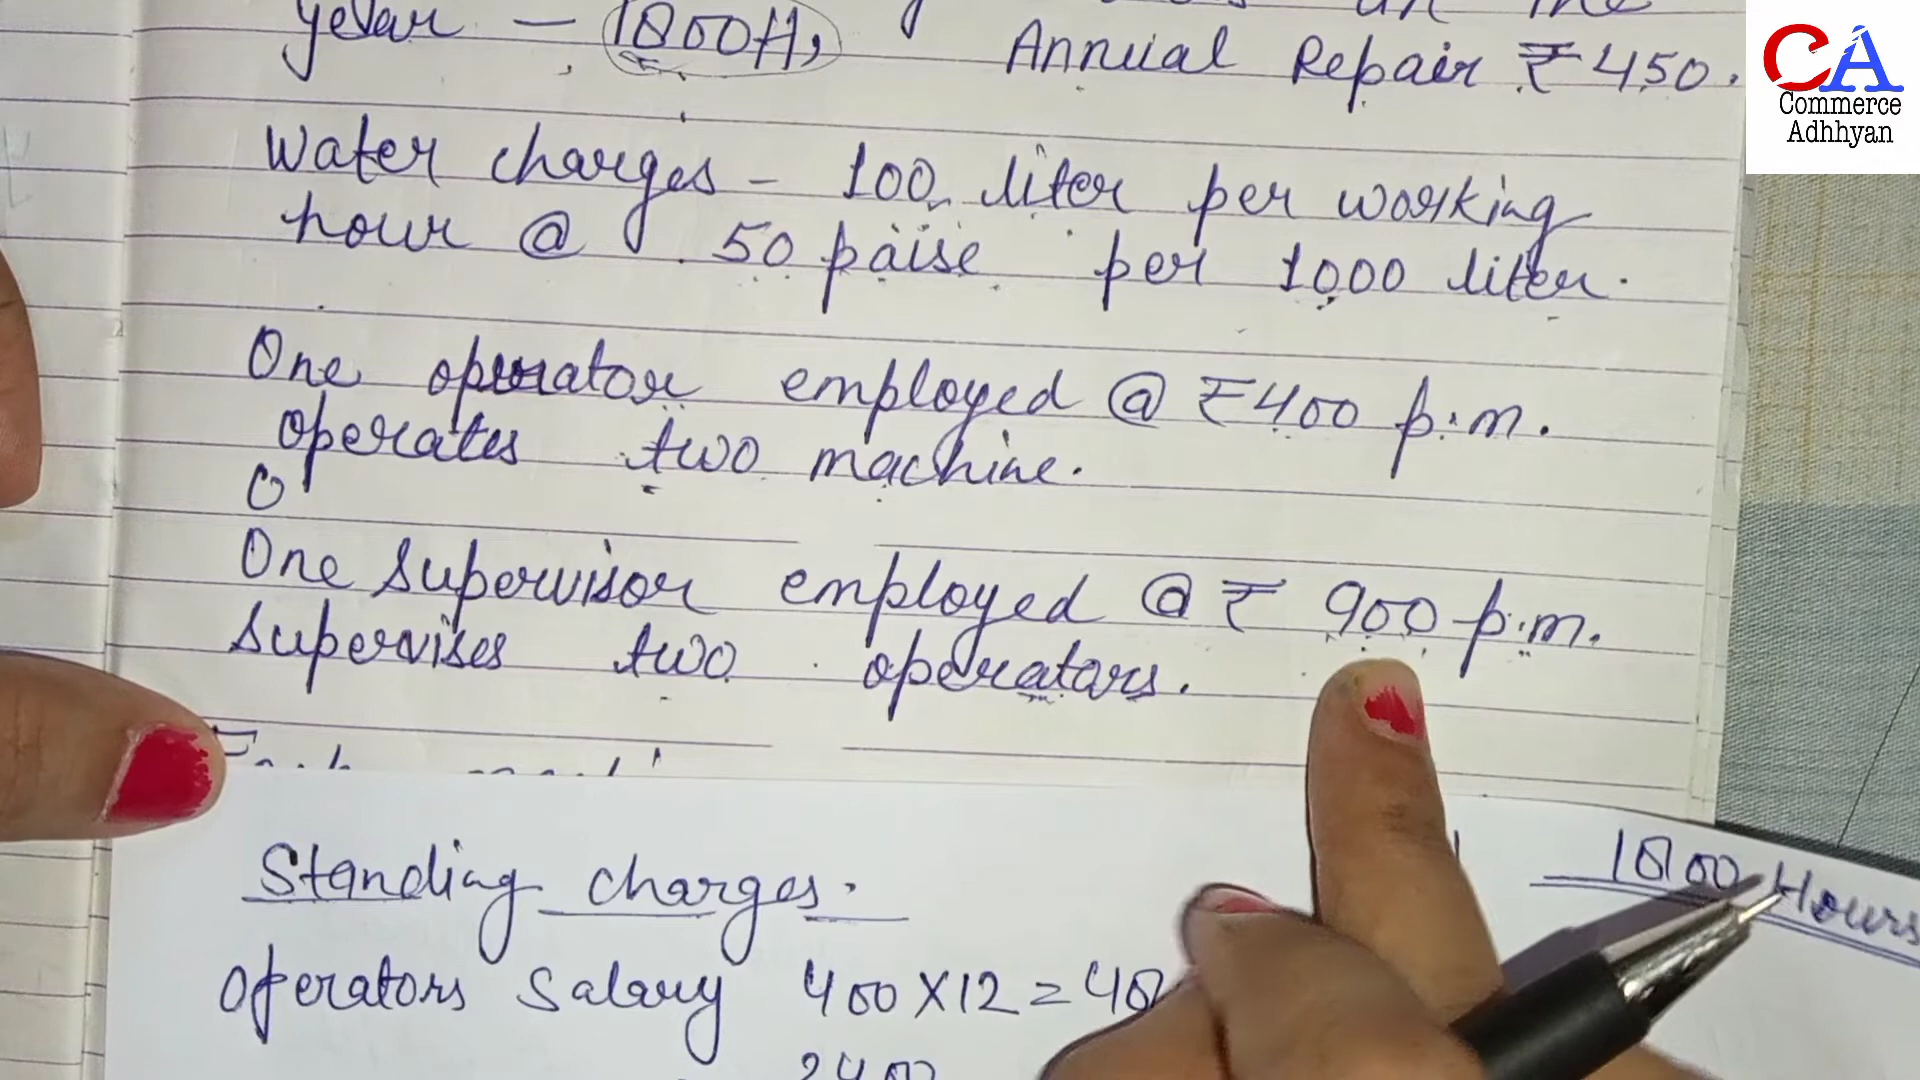 year - 1800H,
Annual Repair ₹450.
Water charges - 100 liter per working
hour @ 50 paise per 1000 liter.
One operator employed @ ₹400 p.m.
operates two machine.
O
One Supervisor employed @ ₹ 900 p.m.
Supervises two operators.
Standing charges.
1800 Hours
Operators Salary 400×12=48
2400
CA
Commerce
Adhhyan